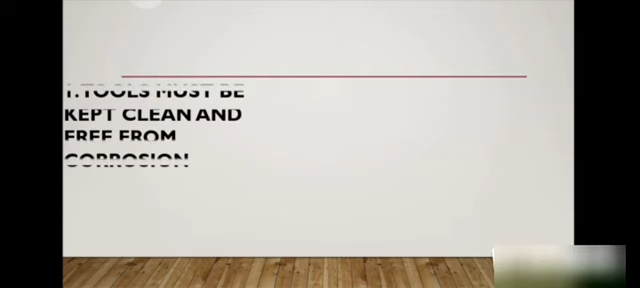 1. TOOLS MUST BE
KEPT CLEAN AND
FREE FROM
CORROSION